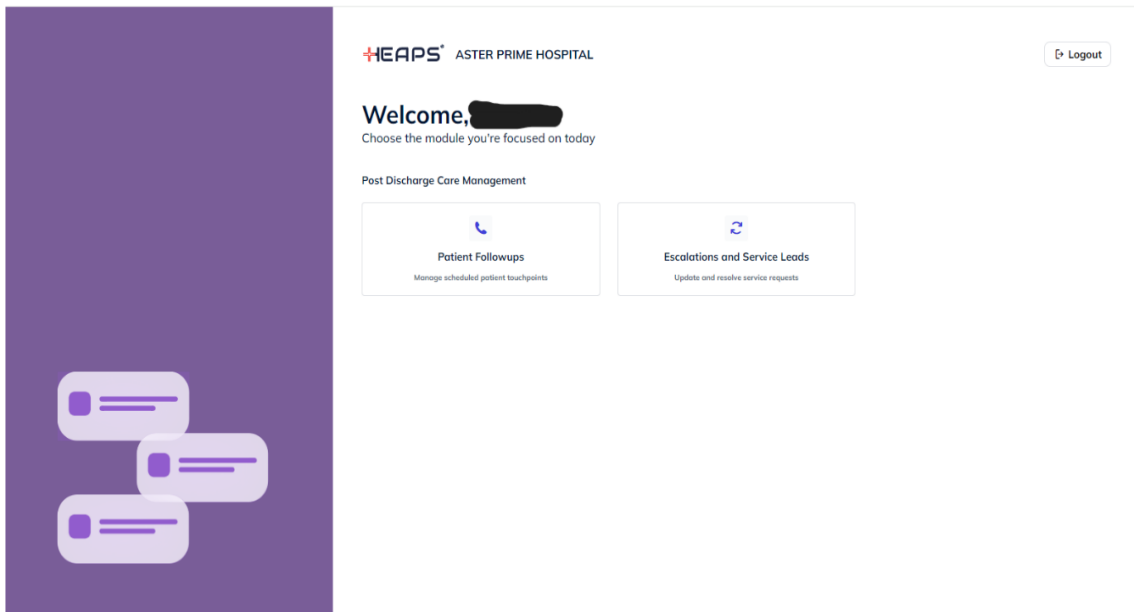 HEAPS® ASTER PRIME HOSPITAL
Logout
Welcome,
Choose the module you're focused on today
Post Discharge Care Management
Patient Followups
Manage scheduled patient touchpoints
Escalations and Service Leads
Update and resolve service requests